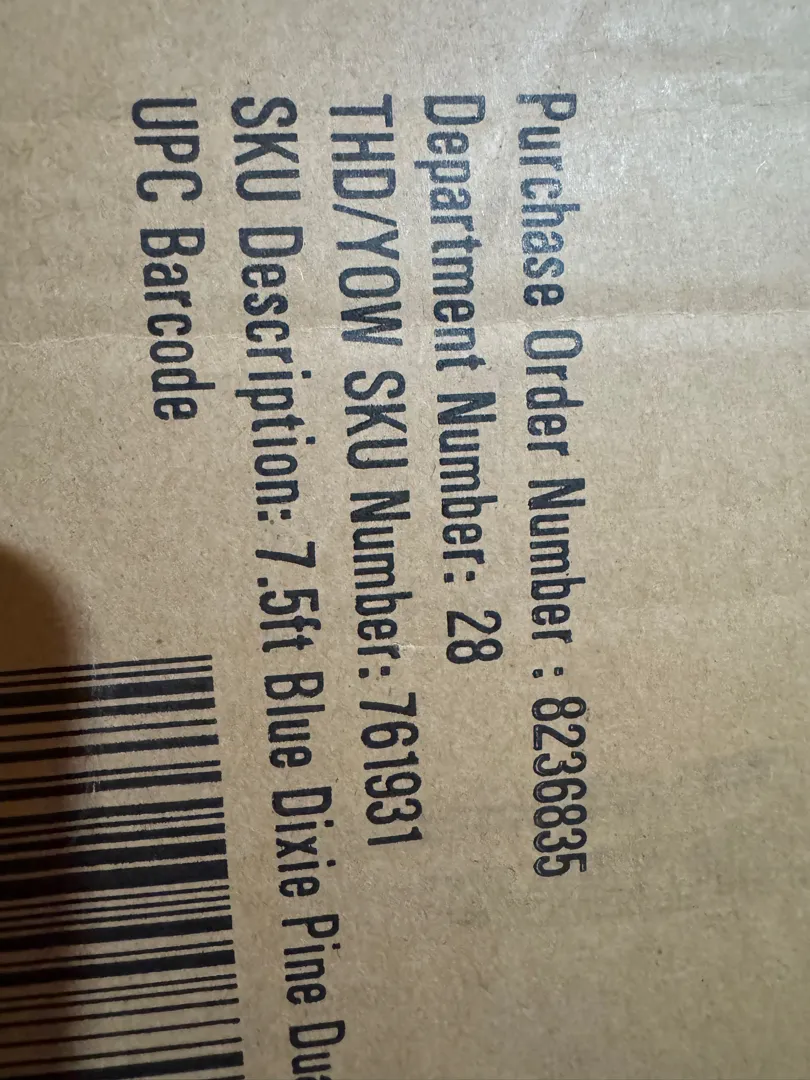 Purchase Order Number : 8236835
Department Number: 28
THD/YOW SKU Number: 761931
SKU Description: 7.5ft Blue Dixie Pine
UPC Barcode